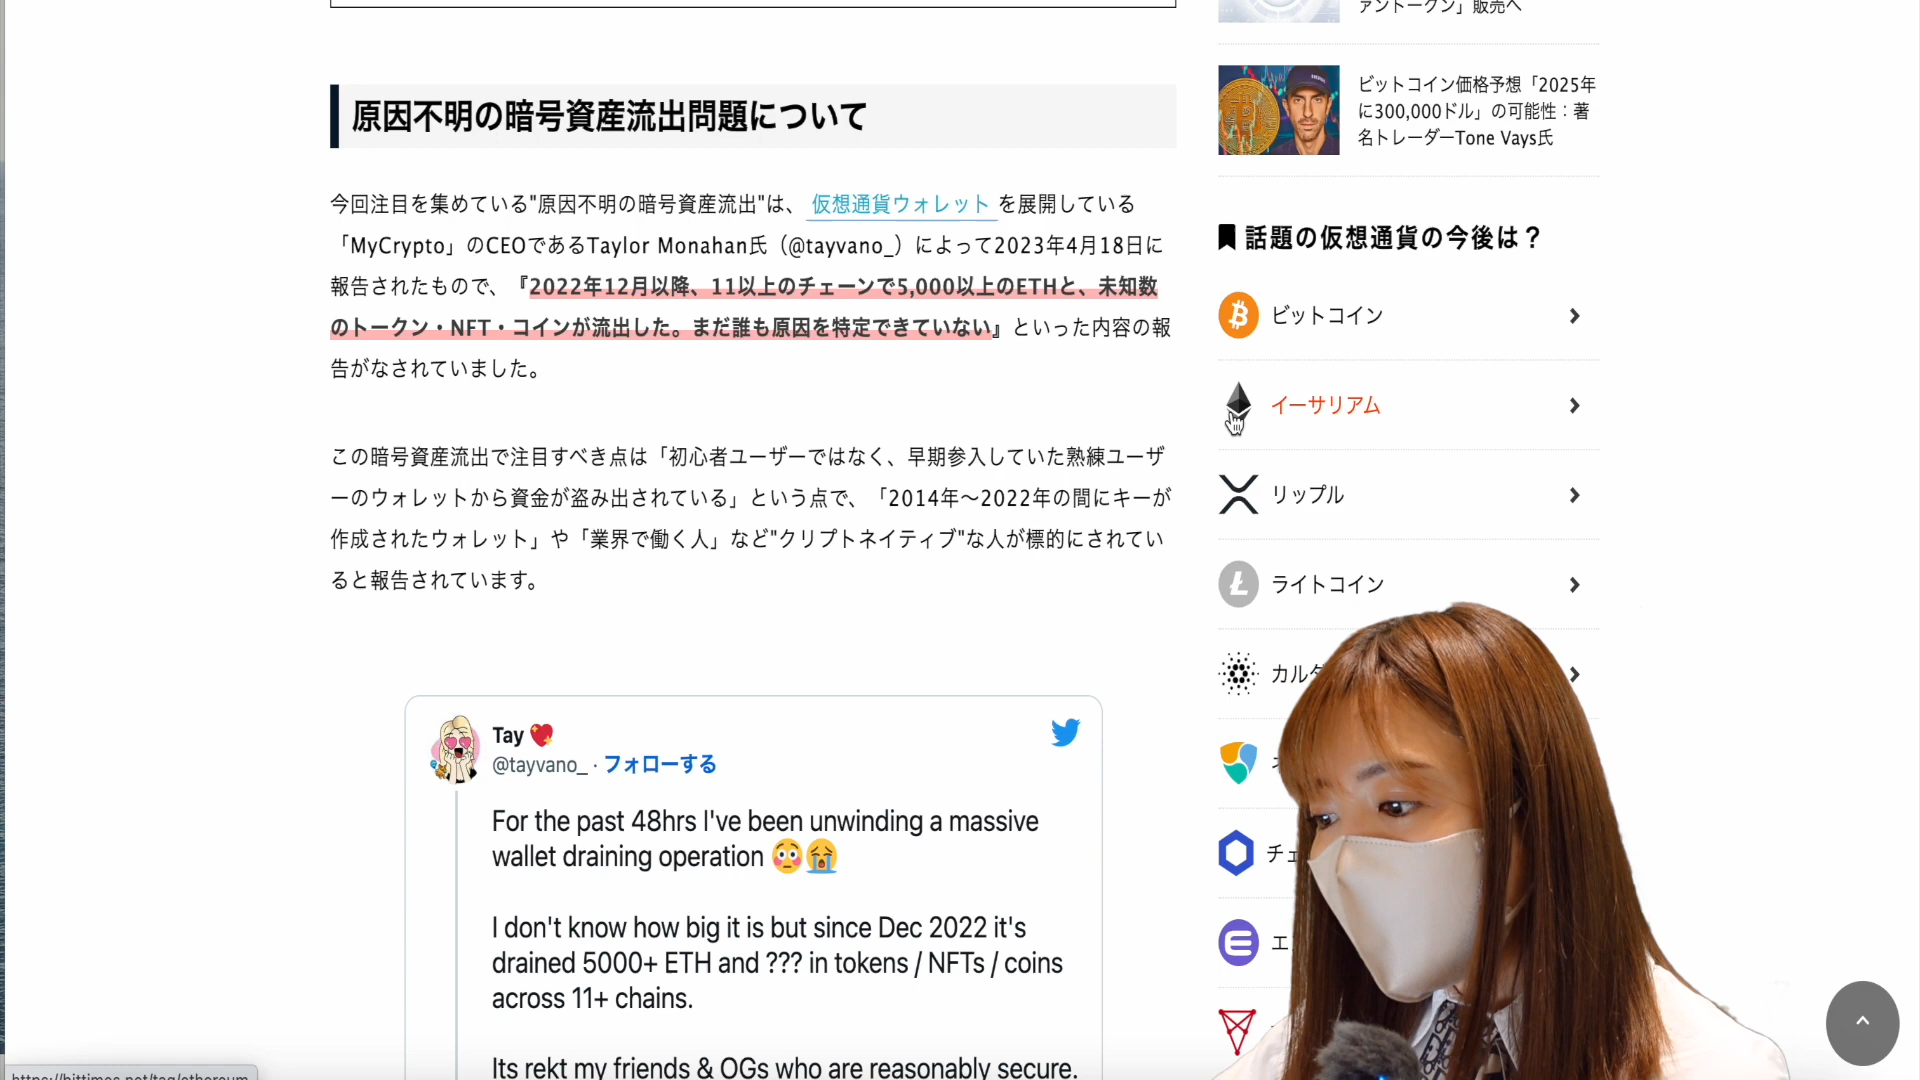 アントークン」販売へ
原因不明の暗号資産流出問題について
今回注目を集めている"原因不明の暗号資産流出"は、 仮想通貨ウォレット を展開している
「MyCrypto」のCEOであるTaylor Monahan氏（@tayvano_）によって2023年4月18日に
報告されたもので、『2022年12月以降、11以上のチェーンで5,000以上のETHと、未知数
のトークン・NFT・コインが流出した。まだ誰も原因を特定できていない』といった内容の報
告がなされていました。
この暗号資産流出で注目すべき点は「初心者ユーザーではなく、早期参入していた熟練ユーザ
ーのウォレットから資金が盗み出されている」という点で、「2014年〜2022年の間にキーが
作成されたウォレット」や「業界で働く人」など"クリプトネイティブ"な人が標的にされてい
ると報告されています。
Tay 💖
@tayvano_ · フォローする
For the past 48hrs I've been unwinding a massive
wallet draining operation 😳😭
I don't know how big it is but since Dec 2022 it's
drained 5000+ ETH and ??? in tokens / NFTs / coins
across 11+ chains.
Its rekt my friends & OGs who are reasonably secure.
ビットコイン価格予想「2025年
に300,000ドル」の可能性：著
名トレーダーTone Vays氏
話題の仮想通貨の今後は？
ビットコイン
イーサリアム
リップル
ライトコイン
カルダ
チェ
エ
https://bittimes.net/tag/ethereum